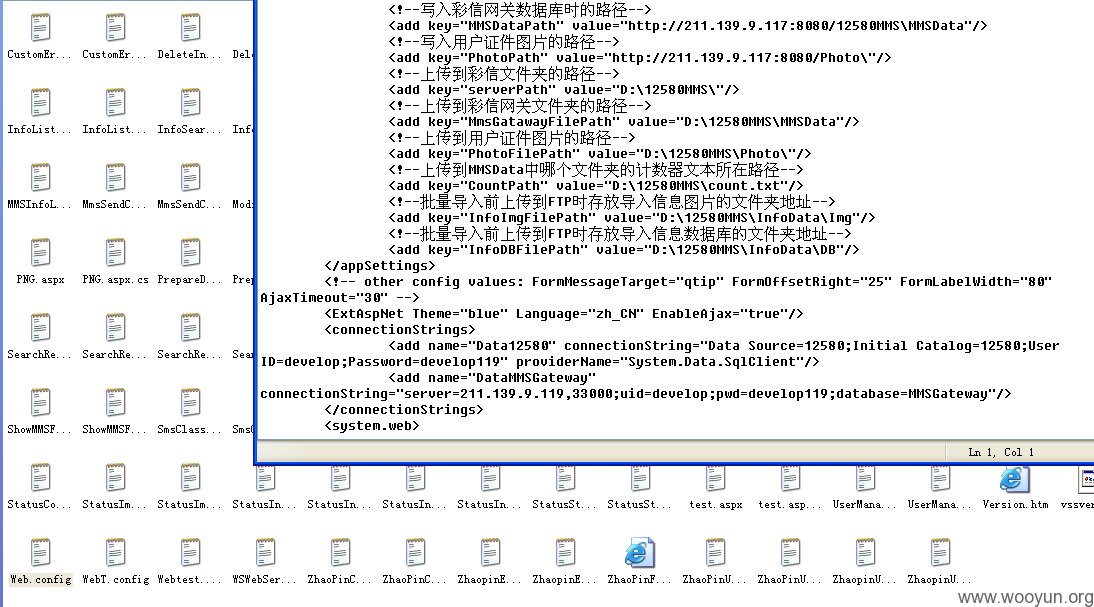 <!--写入彩信网关数据库时的路径-->
<add key="MMSDataPath" value="http://211.139.9.117:8080/12580MMS\MMSData"/>
<!--写入用户证件图片的路径-->
<add key="PhotoPath" value="http://211.139.9.117:8080/Photo\"/>
<!--上传到彩信文件夹的路径-->
<add key="serverPath" value="D:\12580MMS\"/>
<!--上传到彩信网关文件夹的路径-->
<add key="MmsGatawayFilePath" value="D:\12580MMS\MMSData"/>
<!--上传到用户证件图片的路径-->
<add key="PhotoFilePath" value="D:\12580MMS\Photo\"/>
<!--上传到MMSData中哪个文件夹的计数器文本所在路径-->
<add key="CountPath" value="D:\12580MMS\count.txt"/>
<!--批量导入前上传到FTP时存放导入信息图片的文件夹地址-->
<add key="InfoImgFilePath" value="D:\12580MMS\InfoData\Img"/>
<!--批量导入前上传到FTP时存放导入信息数据库的文件夹地址-->
<add key="InfoDBFilePath" value="D:\12580MMS\InfoData\DB"/>
</appSettings>
<!-- other config values: FormMessageTarget="qtip" FormOffsetRight="25" FormLabelWidth="80"
AjaxTimeout="30" -->
<ExtAspNet Theme="blue" Language="zh_CN" EnableAjax="true"/>
<connectionStrings>
<add name="Data12580" connectionString="Data Source=12580;Initial Catalog=12580;User
ID=develop;Password=develop119" providerName="System.Data.SqlClient"/>
<add name="DataMMSGateway"
connectionString="server=211.139.9.119,33000;uid=develop;pwd=develop119;database=MMSGateway"/>
</connectionStrings>
<system.web>
Ln 1, Col 1
CustomEr... CustomEr... DeleteIn... Del
InfoList... InfoList... InfoSear... Inf
MMSInfoL... MmsSendC... MmsSendC... Mod
PNG.aspx PNG.aspx.cs PrepareD... Pre
SearchRe... SearchRe... SearchRe... Sea
ShowMMSF... ShowMMSF... SmsClass... Sms
StatusCo... StatusIm... StatusIm... StatusIn... StatusIn... StatusIn... StatusIn... StatusSt... StatusSt... test.aspx test.asp... UserMana... UserMana... Version.htm vssver
Web.config WebT.config Webtest.... WSWebSer... ZhaoPinC... ZhaoPinC... ZhaopinE... ZhaopinE... ZhaoPinF... ZhaoPinU... ZhaoPinU... ZhaopinU... ZhaopinU...
www.wooyun.org